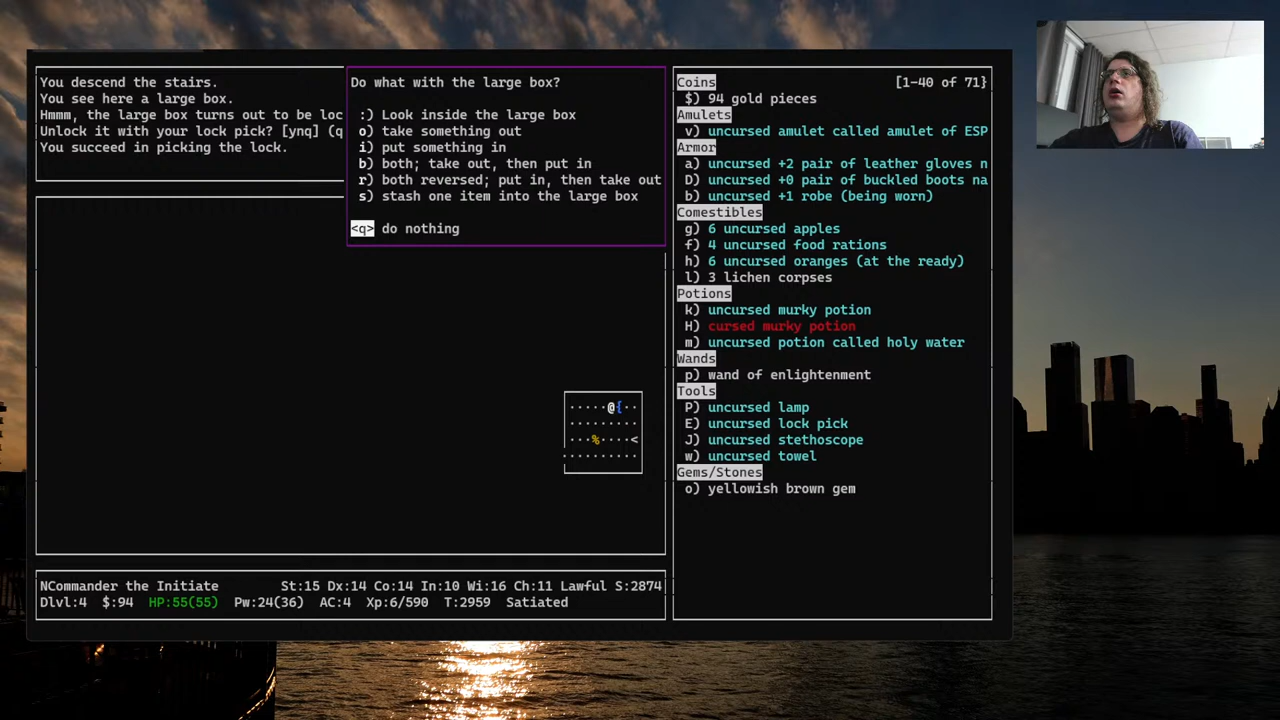 You descend the stairs.
You see here a large box.
Hmmm, the large box turns out to be loc
Unlock it with your lock pick? [ynq] (q
You succeed in picking the lock.
Do what with the large box?
:) Look inside the large box
o) take something out
i) put something in
b) both; take out, then put in
r) both reversed; put in, then take out
s) stash one item into the large box
<q> do nothing
Coins [1-40 of 71}
$) 94 gold pieces
Amulets
v) uncursed amulet called amulet of ESP
Armor
a) uncursed +2 pair of leather gloves n
D) uncursed +0 pair of buckled boots na
b) uncursed +1 robe (being worn)
Comestibles
g) 6 uncursed apples
f) 4 uncursed food rations
h) 6 uncursed oranges (at the ready)
l) 3 lichen corpses
Potions
k) uncursed murky potion
H) cursed murky potion
m) uncursed potion called holy water
Wands
p) wand of enlightenment
Tools
P) uncursed lamp
E) uncursed lock pick
J) uncursed stethoscope
w) uncursed towel
Gems/Stones
o) yellowish brown gem
·····@{··
·········
···%····<
·········
NCommander the Initiate St:15 Dx:14 Co:14 In:10 Wi:16 Ch:11 Lawful S:2874
Dlvl:4 $:94 HP:55(55) Pw:24(36) AC:4 Xp:6/590 T:2959 Satiated